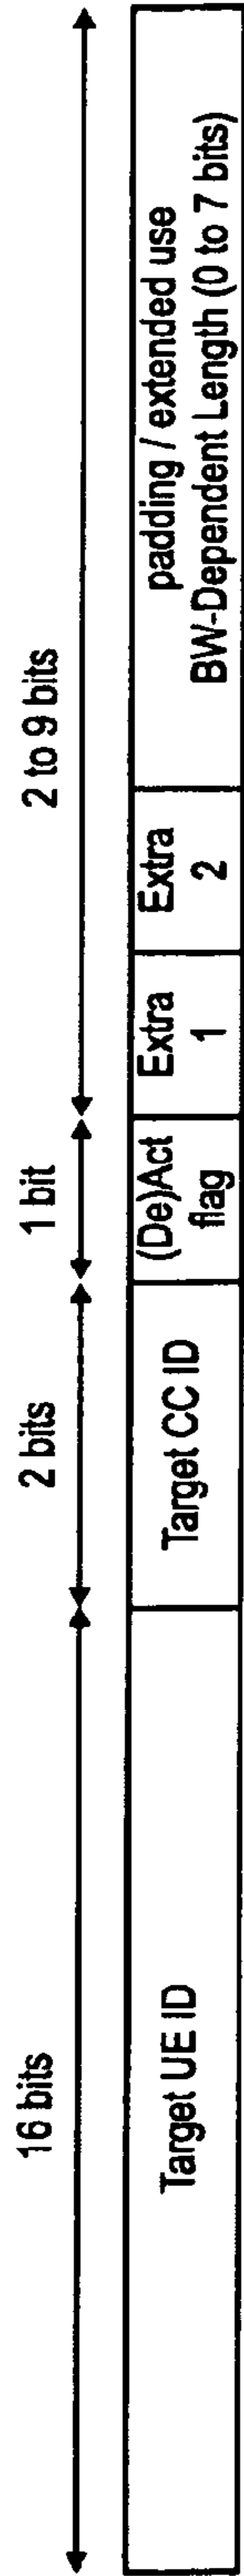 16 bits
2 bits
1 bit
2 to 9 bits
Target UE ID
Target CC ID
(De)Act
flag
Extra
1
Extra
2
padding / extended use
BW-Dependent Length (0 to 7 bits)